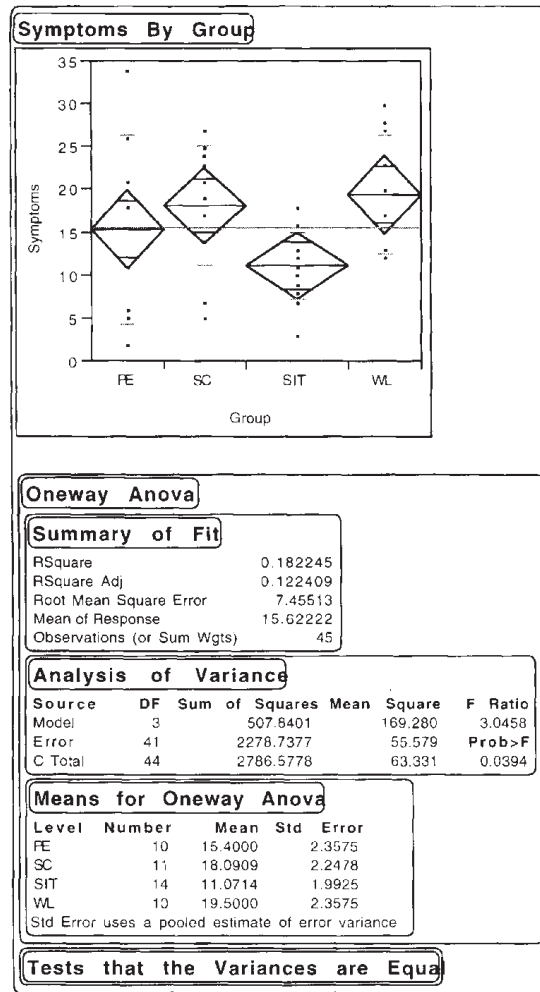 Symptoms By Group
35
30
25
20
15
10
5
0
Symptoms
PE SC SIT WL
Group
Oneway Anova
Summary of Fit
RSquare 0.182245
RSquare Adj 0.122409
Root Mean Square Error 7.45513
Mean of Response 15.62222
Observations (or Sum Wgts) 45
Analysis of Variance
Source DF Sum of Squares Mean Square F Ratio
Model 3 507.8401 169.280 3.0458
Error 41 2278.7377 55.579 Prob>F
C Total 44 2786.5778 63.331 0.0394
Means for Oneway Anova
Level Number Mean Std Error
PE 10 15.4000 2.3575
SC 11 18.0909 2.2478
SIT 14 11.0714 1.9925
WL 10 19.5000 2.3575
Std Error uses a pooled estimate of error variance
Tests that the Variances are Equal